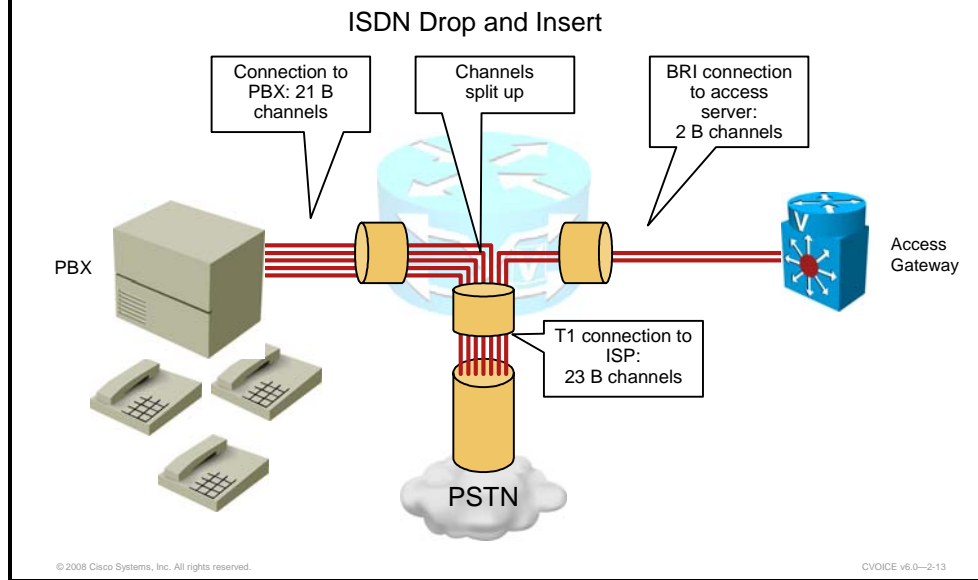 ISDN Drop and Insert
Connection to
PBX: 21 B
channels
Channels
split up
BRI connection
to access
server:
2 B channels
PBX
V
V
Access
Gateway
T1 connection to
ISP:
23 B channels
PSTN
© 2008 Cisco Systems, Inc. All rights reserved.
CVOICE v6.0—2-13